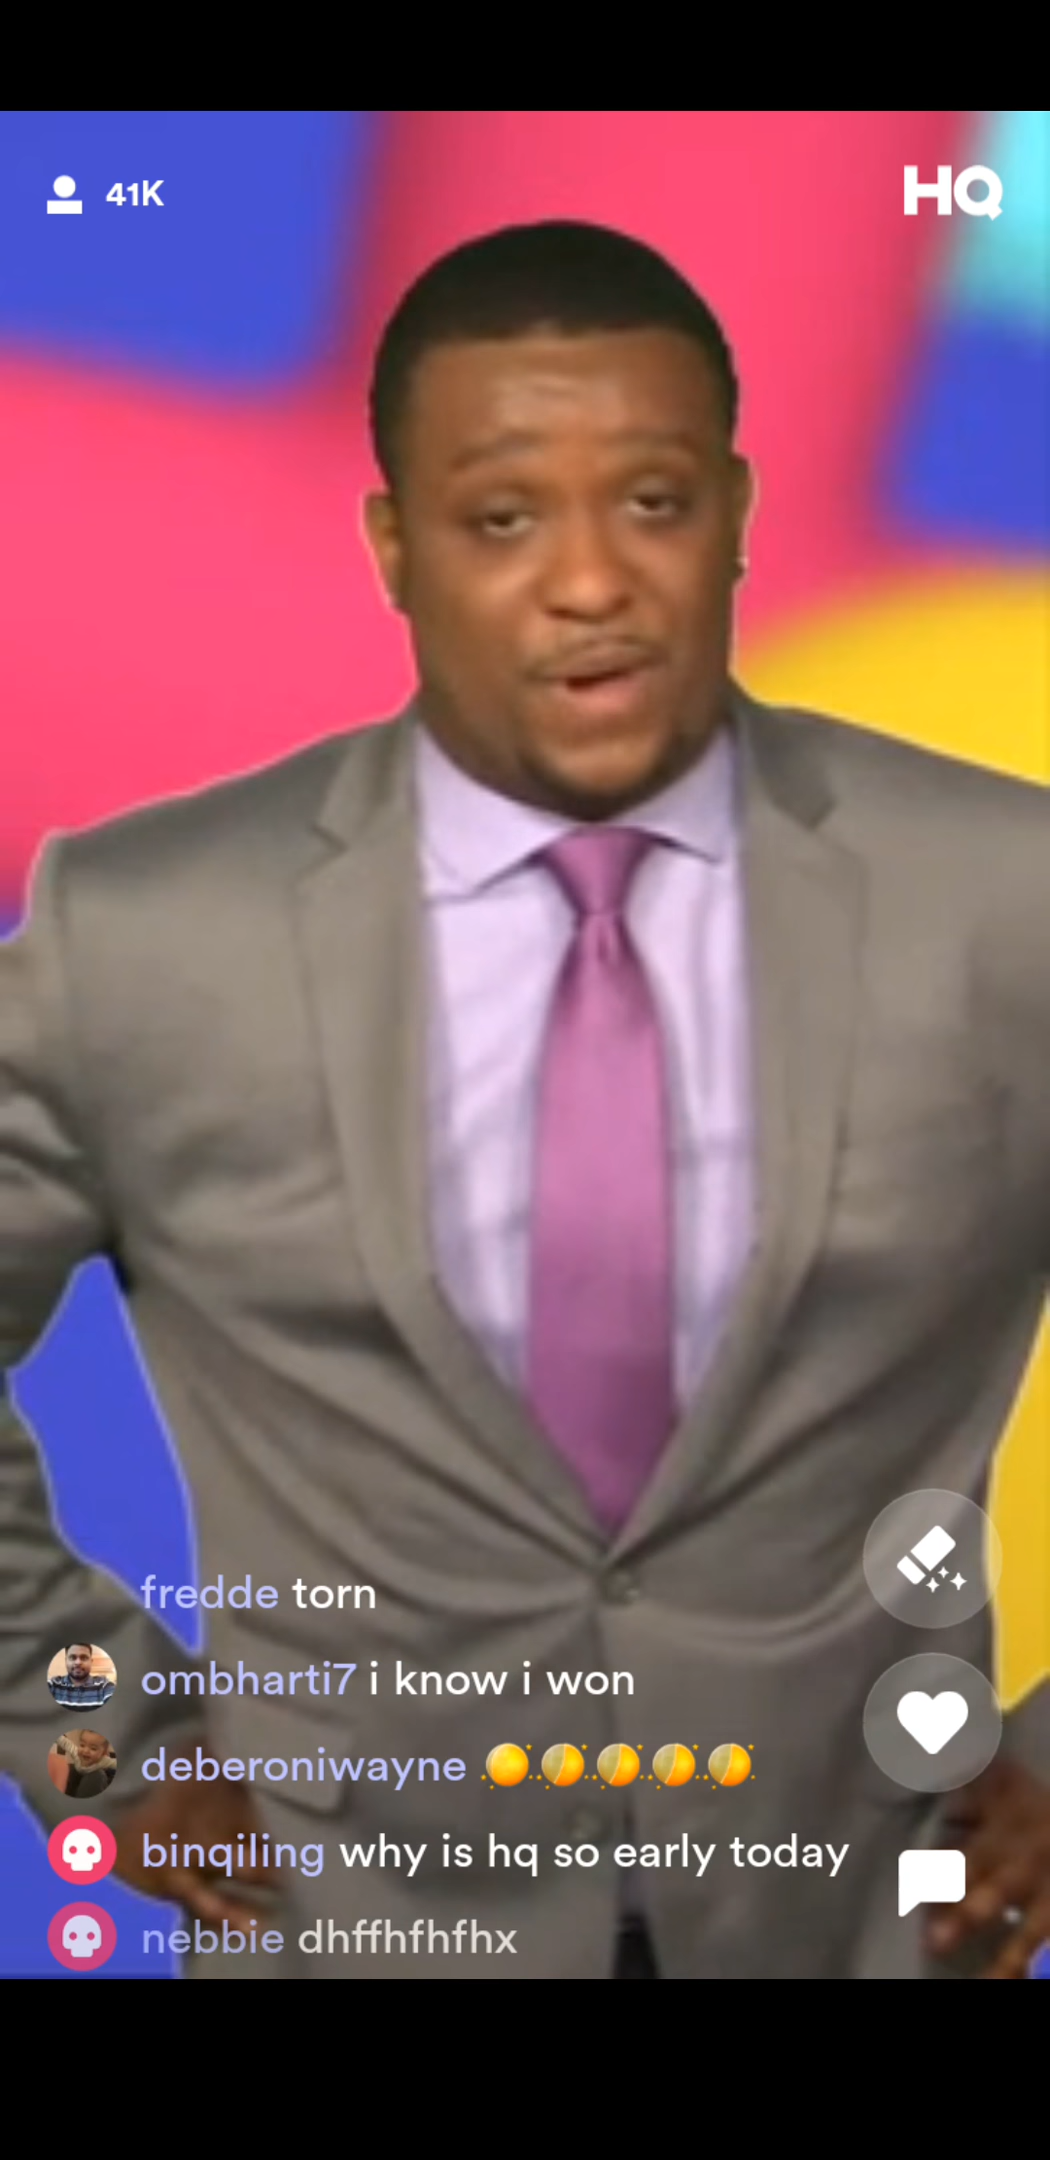 41K
HQ
fredde torn
ombharti7 i know i won
deberoniwayne
binqiling why is hq so early today
nebbie dhffhfhfhx